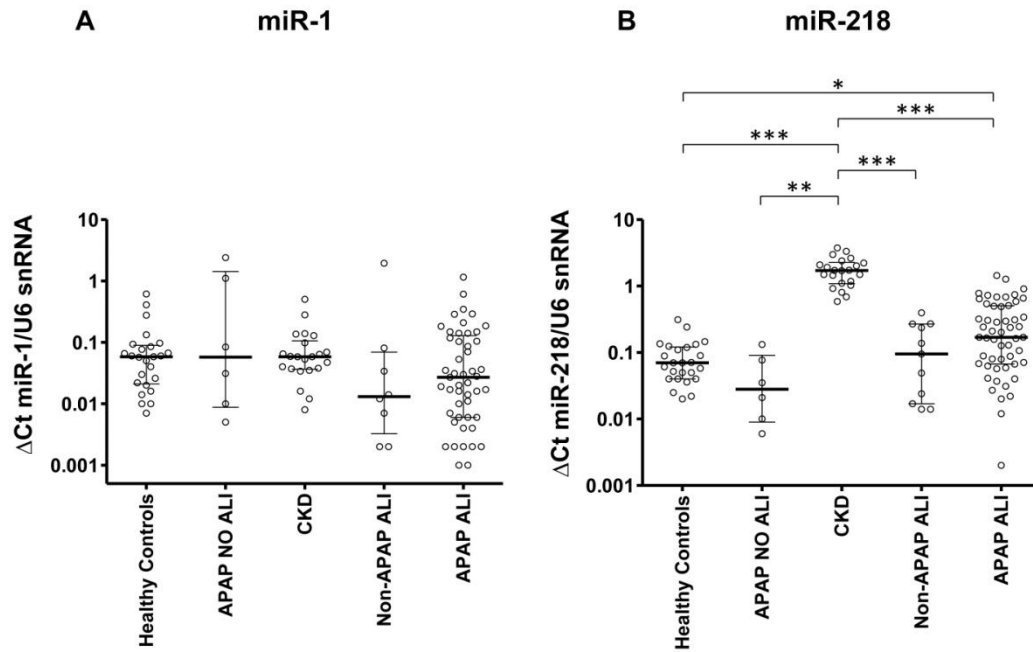 A miR-1
ΔCt miR-1/U6 snRNA
10
1
0.1
0.01
0.001
Healthy Controls
APAP NO ALI
CKD
Non-APAP ALI
APAP ALI
B miR-218
*
***
***
***
**
ΔCt miR-218/U6 snRNA
10
1
0.1
0.01
0.001
Healthy Controls
APAP NO ALI
CKD
Non-APAP ALI
APAP ALI